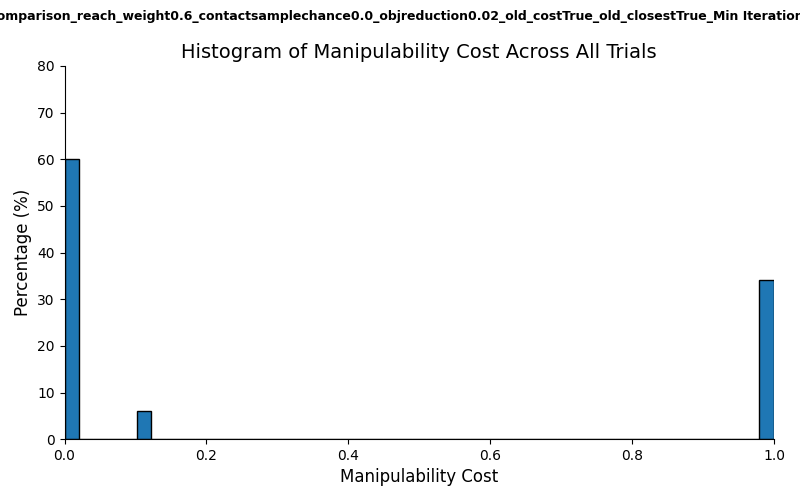 omparison_reach_weight0.6_contactsamplechance0.0_objreduction0.02_old_costTrue_old_closestTrue_Min Iteration
Histogram of Manipulability Cost Across All Trials
80
70
60
50
40
30
20
10
0
Percentage (%)
0.0 0.2 0.4 0.6 0.8 1.0
Manipulability Cost